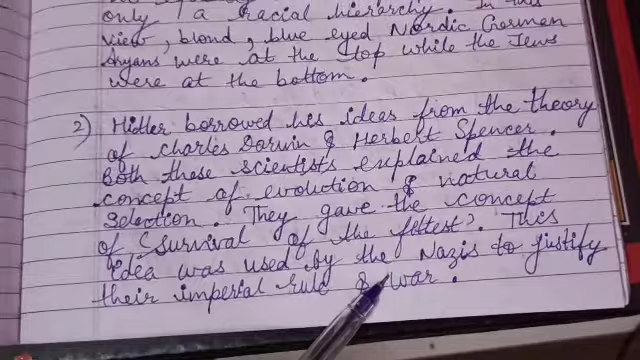 only a racial hierarchy. In this
view, blond, blue eyed Nordic German
Aryans were at the top while the Jews
were at the bottom.
2) Hitler borrowed his ideas from the theory
of Charles Darwin & Herbert Spencer.
Both these scientists explained the
concept of evolution & natural
selection. They gave the concept
of 'survival of the fittest'. This
idea was used by the Nazis to justify
their imperial rule & war.